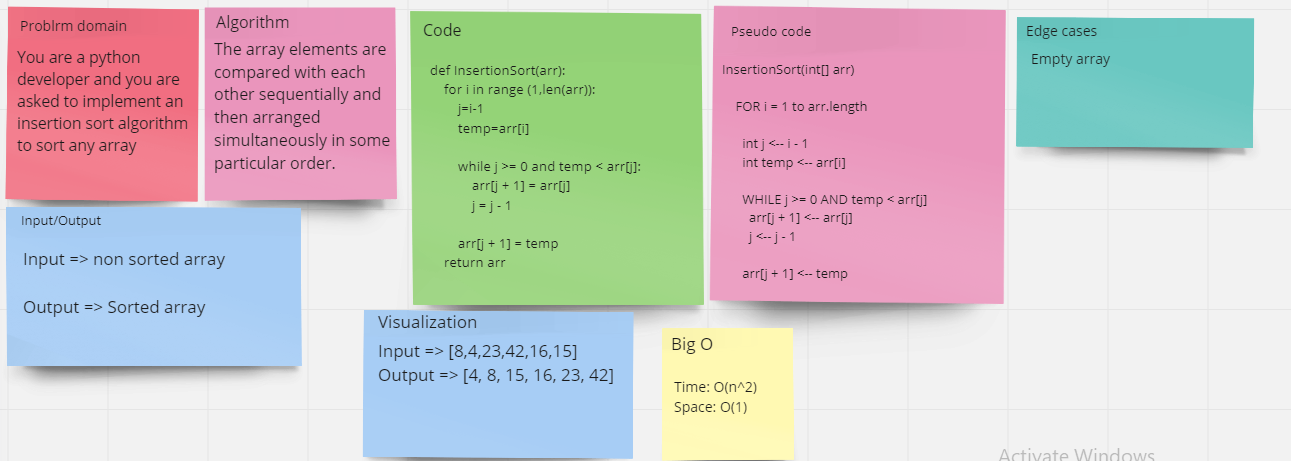 Problrm domain
You are a python
developer and you are
asked to implement an
insertion sort algorithm
to sort any array
Algorithm
The array elements are
compared with each
other sequentially and
then arranged
simultaneously in some
particular order.
Code
def InsertionSort(arr):
for i in range (1,len(arr)):
j=i-1
temp=arr[i]
while j >= 0 and temp < arr[j]:
arr[j + 1] = arr[j]
j = j - 1
arr[j + 1] = temp
return arr
Pseudo code
InsertionSort(int[] arr)
FOR i = 1 to arr.length
int j <-- i - 1
int temp <-- arr[i]
WHILE j >= 0 AND temp < arr[j]
arr[j + 1] <-- arr[j]
j <-- j - 1
arr[j + 1] <-- temp
Edge cases
Empty array
Input/Output
Input => non sorted array
Output => Sorted array
Visualization
Input => [8,4,23,42,16,15]
Output => [4, 8, 15, 16, 23, 42]
Big O
Time: O(n^2)
Space: O(1)
Activate Windows